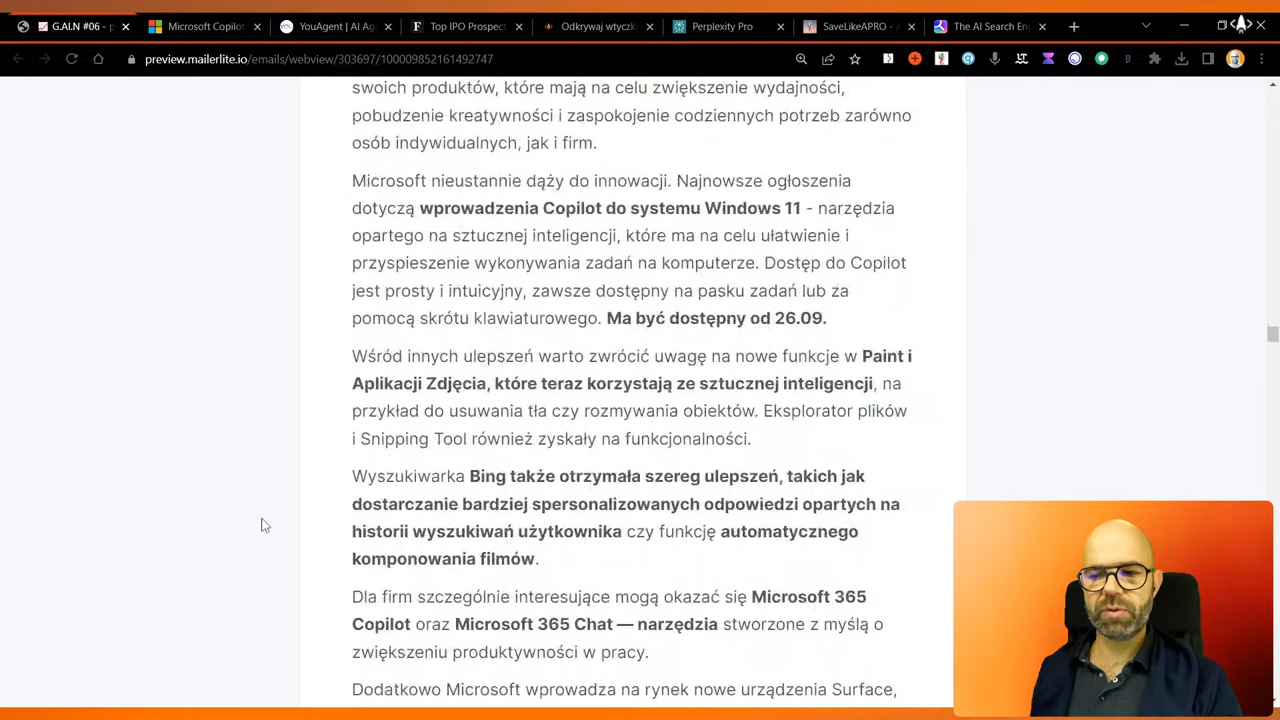 G.AI.N #06 - p
Microsoft Copilot
YouAgent | AI Ag
Top IPO Prospect
Odkrywaj wtyczki
Perplexity Pro
SaveLikeAPRO - A
The AI Search En
preview.mailerlite.io/emails/webview/303697/100009852161492747
swoich produktów, które mają na celu zwiększenie wydajności,
pobudzenie kreatywności i zaspokojenie codziennych potrzeb zarówno
osób indywidualnych, jak i firm.
Microsoft nieustannie dąży do innowacji. Najnowsze ogłoszenia
dotyczą wprowadzenia Copilot do systemu Windows 11 - narzędzia
opartego na sztucznej inteligencji, które ma na celu ułatwienie i
przyspieszenie wykonywania zadań na komputerze. Dostęp do Copilot
jest prosty i intuicyjny, zawsze dostępny na pasku zadań lub za
pomocą skrótu klawiaturowego. Ma być dostępny od 26.09.
Wśród innych ulepszeń warto zwrócić uwagę na nowe funkcje w Paint i
Aplikacji Zdjęcia, które teraz korzystają ze sztucznej inteligencji, na
przykład do usuwania tła czy rozmywania obiektów. Eksplorator plików
i Snipping Tool również zyskały na funkcjonalności.
Wyszukiwarka Bing także otrzymała szereg ulepszeń, takich jak
dostarczanie bardziej spersonalizowanych odpowiedzi opartych na
historii wyszukiwań użytkownika czy funkcję automatycznego
komponowania filmów.
Dla firm szczególnie interesujące mogą okazać się Microsoft 365
Copilot oraz Microsoft 365 Chat — narzędzia stworzone z myślą o
zwiększeniu produktywności w pracy.
Dodatkowo Microsoft wprowadza na rynek nowe urządzenia Surface,